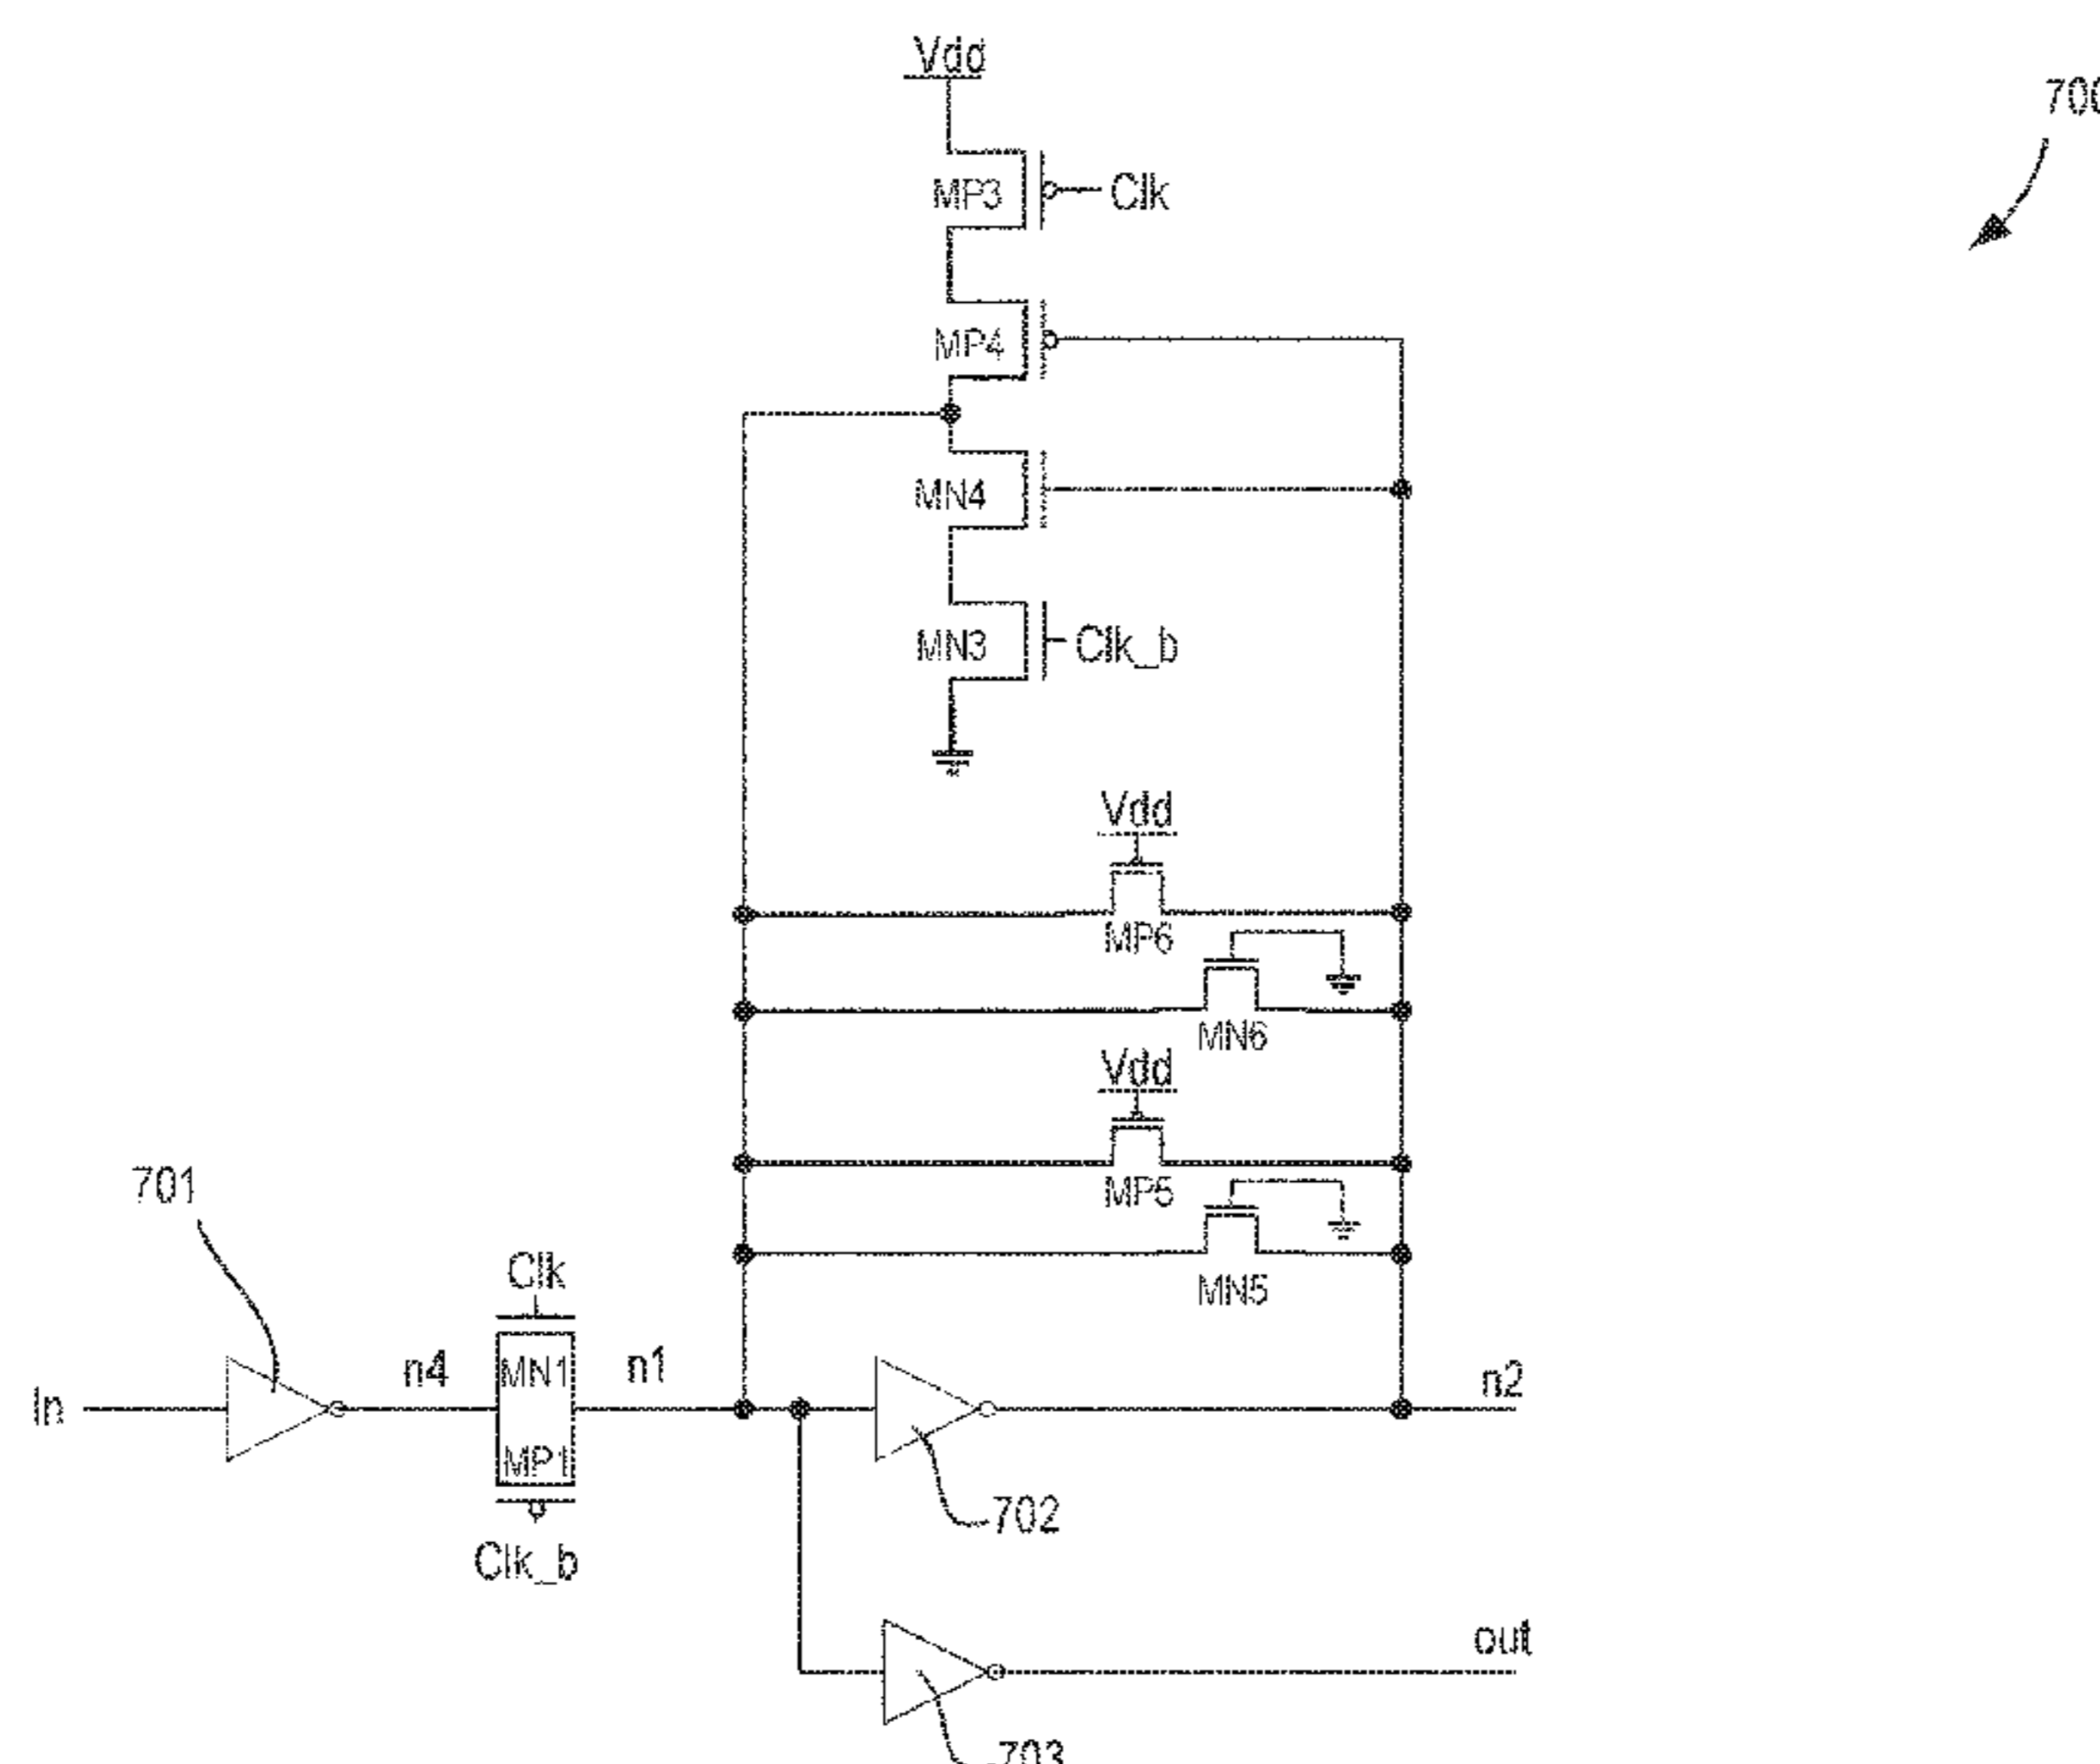 Vdd
700
MP3
Clk
MP4
MN4
MN3
Clk_b
Vdd
MP6
MN6
Vdd
MP5
701
MN5
Clk
In
n4
MN1
n1
n2
MP1
702
Clk_b
out
703